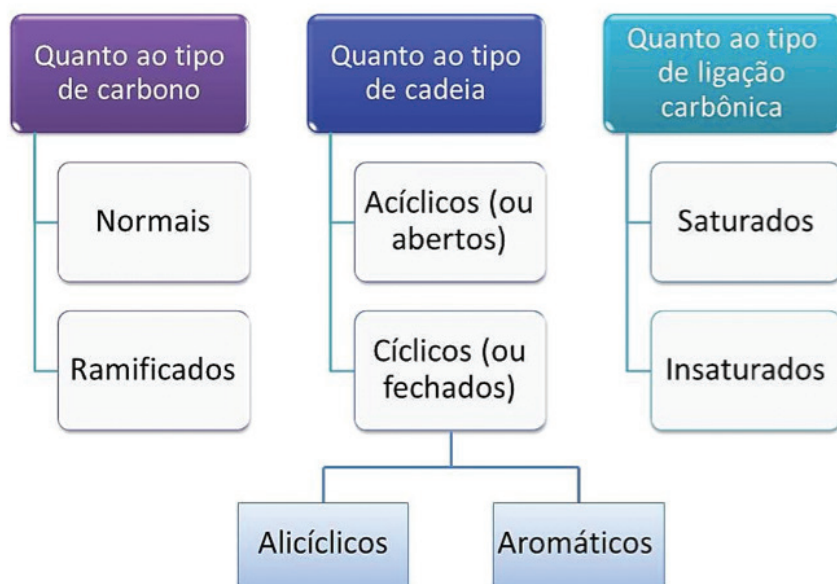 Quanto ao tipo
de carbono
Normais
Ramificados
Quanto ao tipo
de cadeia
Acíclicos (ou
abertos)
Cíclicos (ou
fechados)
Alicíclicos
Aromáticos
Quanto ao tipo
de ligação
carbônica
Saturados
Insaturados